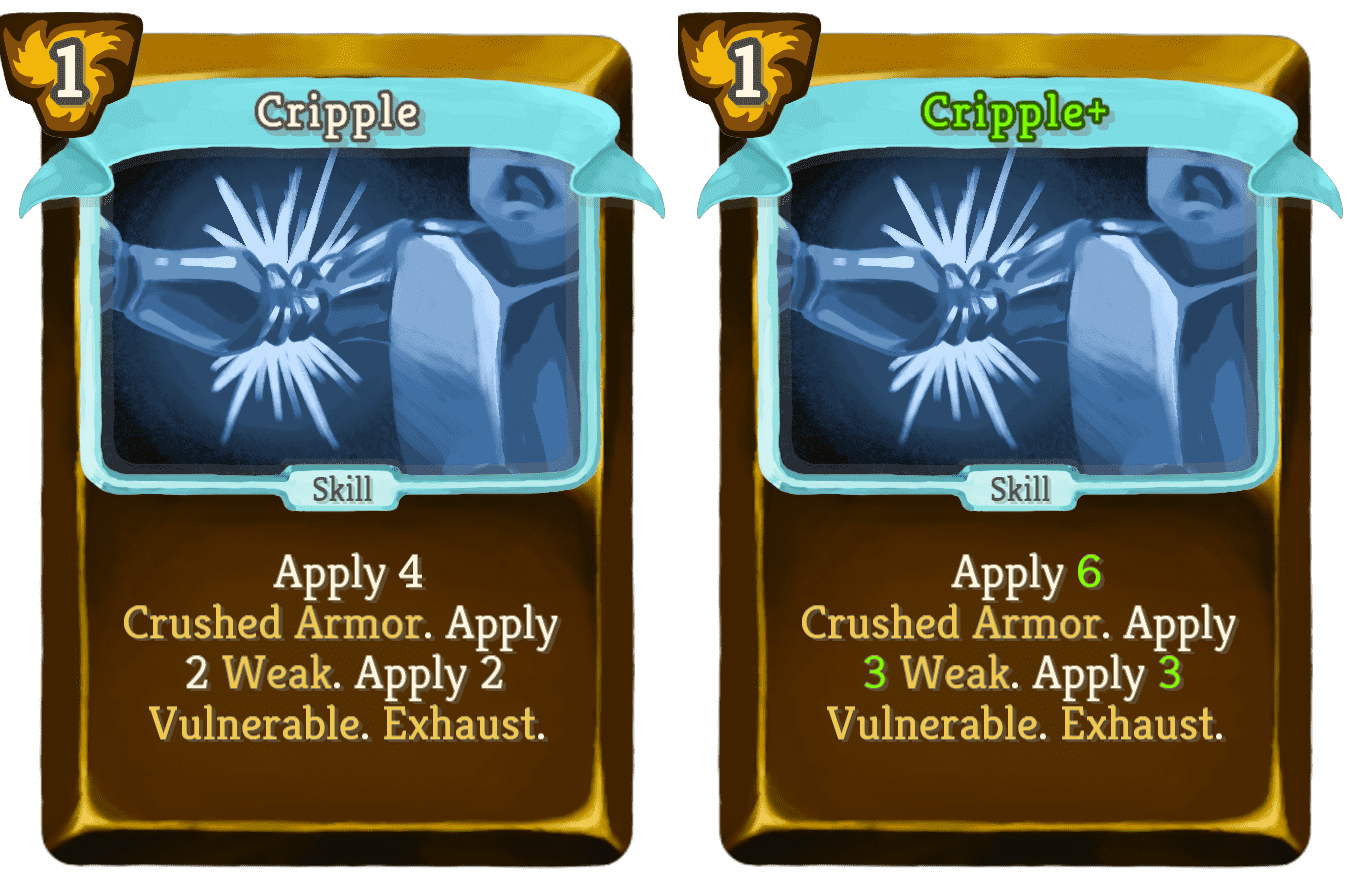 1
Cripple
Skill
Apply 4
Crushed Armor. Apply
2 Weak. Apply 2
Vulnerable. Exhaust.
1
Cripple+
Skill
Apply 6
Crushed Armor. Apply
3 Weak. Apply 3
Vulnerable. Exhaust.